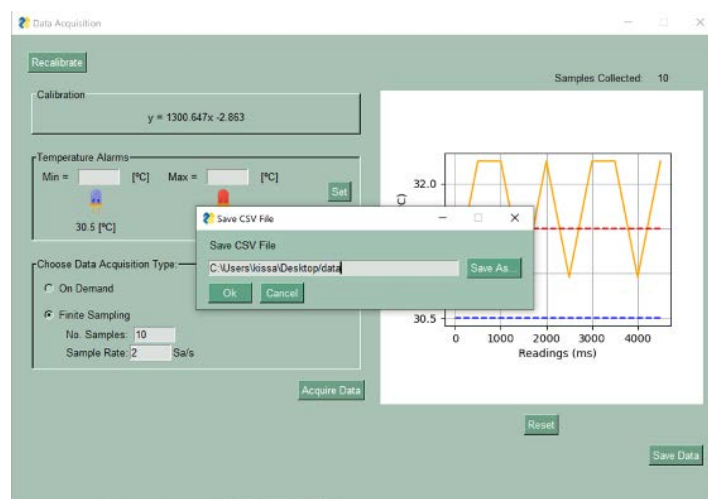 Data Acquisition
Recalibrate
Samples Collected: 10
Calibration
y = 1300.647x -2.863
Temperature Alarms
Min = [ºC] Max = [ºC]
Set
30.5 [ºC]
Save CSV File
Save CSV File
C:\Users\kissa\Desktop/data
Save As...
Ok Cancel
Choose Data Acquisition Type:
On Demand
Finite Sampling
No. Samples: 10
Sample Rate: 2 Sa/s
Acquire Data
C)
32.0
30.5
0 1000 2000 3000 4000
Readings (ms)
Reset
Save Data